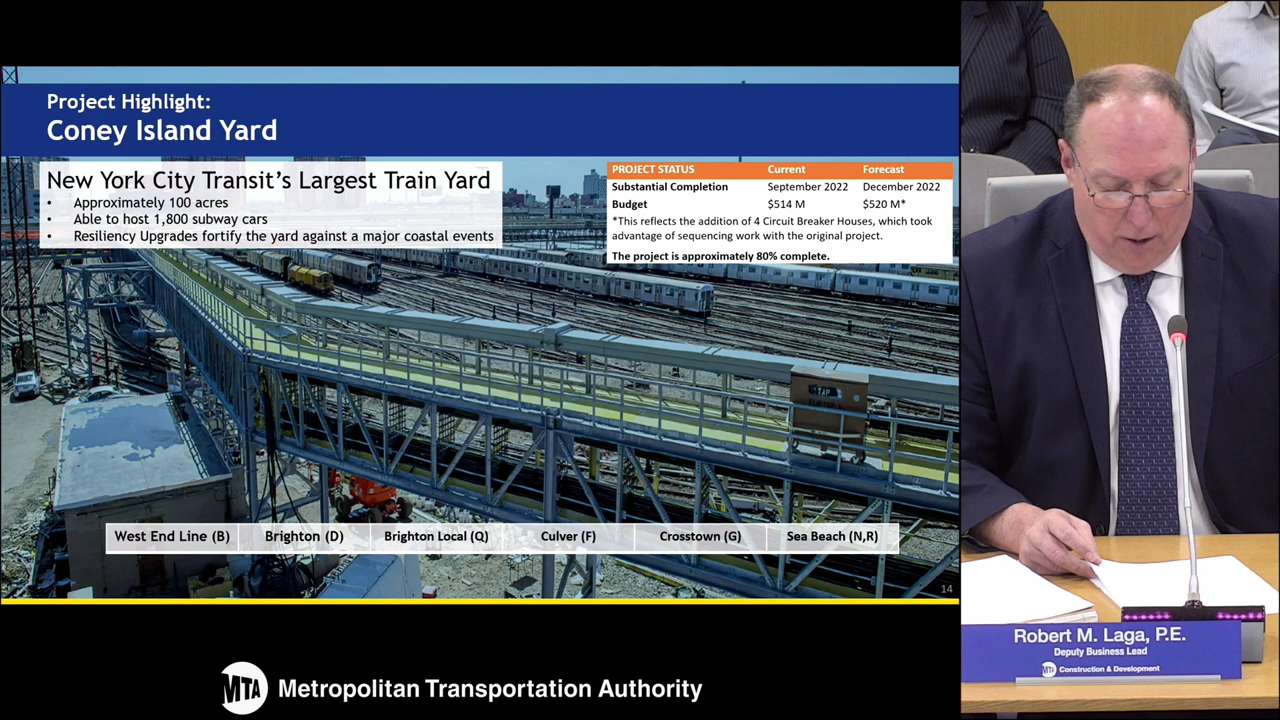 Project Highlight:
Coney Island Yard
New York City Transit's Largest Train Yard
• Approximately 100 acres
• Able to host 1,800 subway cars
• Resiliency Upgrades fortify the yard against a major coastal events
PROJECT STATUS Current Forecast
Substantial Completion September 2022 December 2022
Budget $514 M $520 M*
*This reflects the addition of 4 Circuit Breaker Houses, which took
advantage of sequencing work with the original project.
The project is approximately 80% complete.
West End Line (B) Brighton (D) Brighton Local (Q) Culver (F) Crosstown (G) Sea Beach (N,R)
14
Robert M. Laga, P.E.
Deputy Business Lead
MTA Construction & Development
MTA Metropolitan Transportation Authority